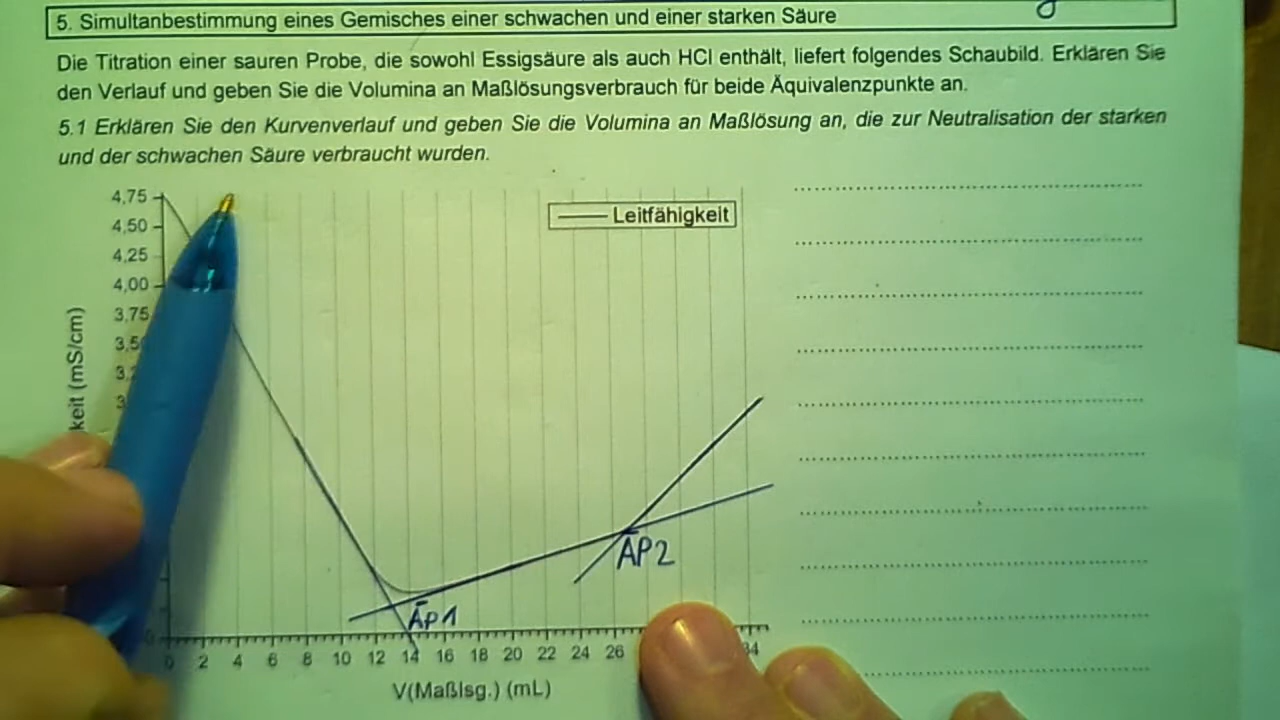 5. Simultanbestimmung eines Gemisches einer schwachen und einer starken Säure
Die Titration einer sauren Probe, die sowohl Essigsäure als auch HCl enthält, liefert folgendes Schaubild. Erklären Sie
den Verlauf und geben Sie die Volumina an Maßlösungsverbrauch für beide Äquivalenzpunkte an.
5.1 Erklären Sie den Kurvenverlauf und geben Sie die Volumina an Maßlösung an, die zur Neutralisation der starken
und der schwachen Säure verbraucht wurden.
4,75
4,50
4,25
4,00
3,75
Leitfähigkeit
keit (mS/cm)
ÄP1
ÄP2
0 2 4 6 8 10 12 14 16 18 20 22 24 26 34
V(Maßlsg.) (mL)